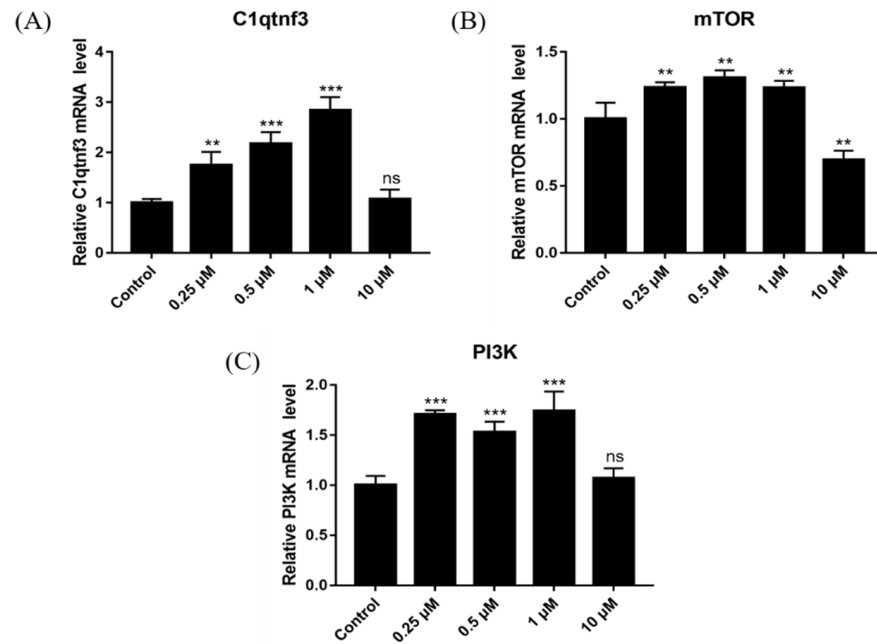 (A)
C1qtnf3
Relative C1qtnf3 mRNA level
4
3
2
1
0
**
***
***
ns
Control
0.25 µM
0.5 µM
1 µM
10 µM
(B)
mTOR
Relative mTOR mRNA level
1.5
1.0
0.5
0.0
**
**
**
**
Control
0.25 µM
0.5 µM
1 µM
10 µM
(C)
PI3K
Relative PI3K mRNA level
2.0
1.5
1.0
0.5
0.0
***
***
***
ns
Control
0.25 µM
0.5 µM
1 µM
10 µM